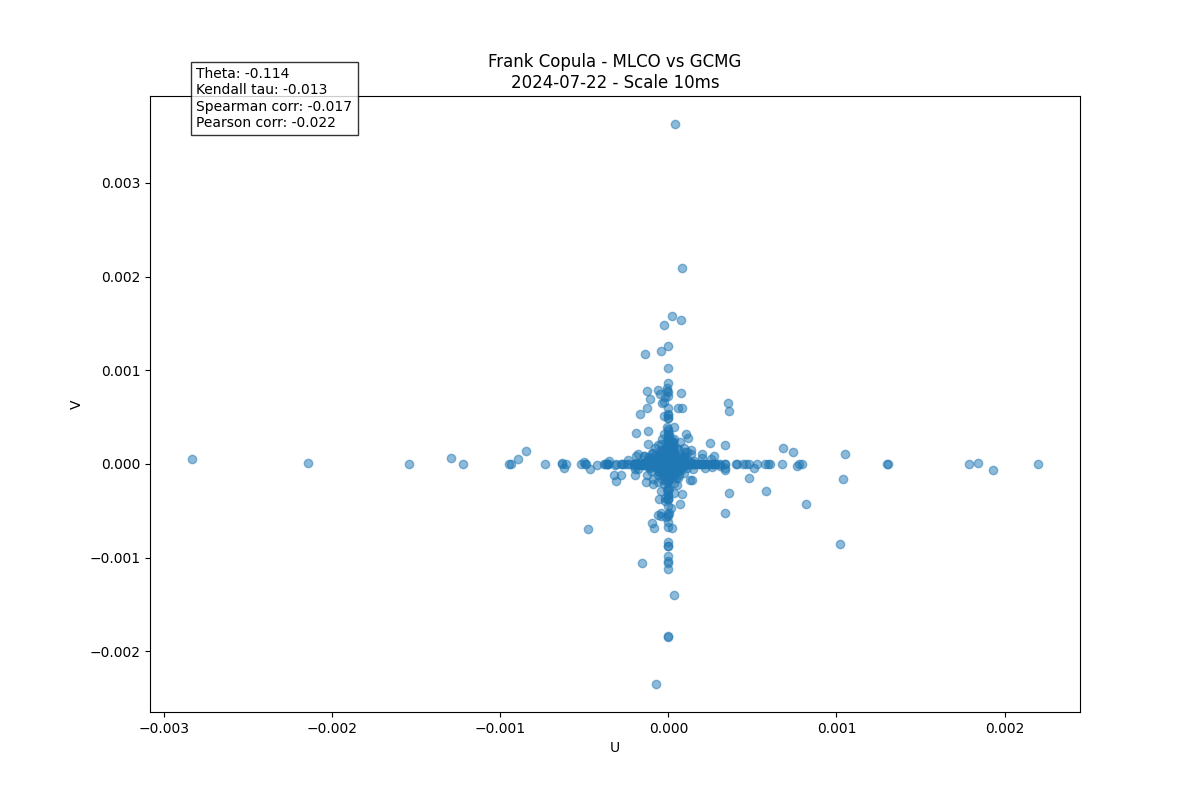 Frank Copula - MLCO vs GCMG
2024-07-22 - Scale 10ms
Theta: -0.114
Kendall tau: -0.013
Spearman corr: -0.017
Pearson corr: -0.022
0.003
0.002
0.001
0.000
−0.001
−0.002
V
−0.003
−0.002
−0.001
0.000
0.001
0.002
U